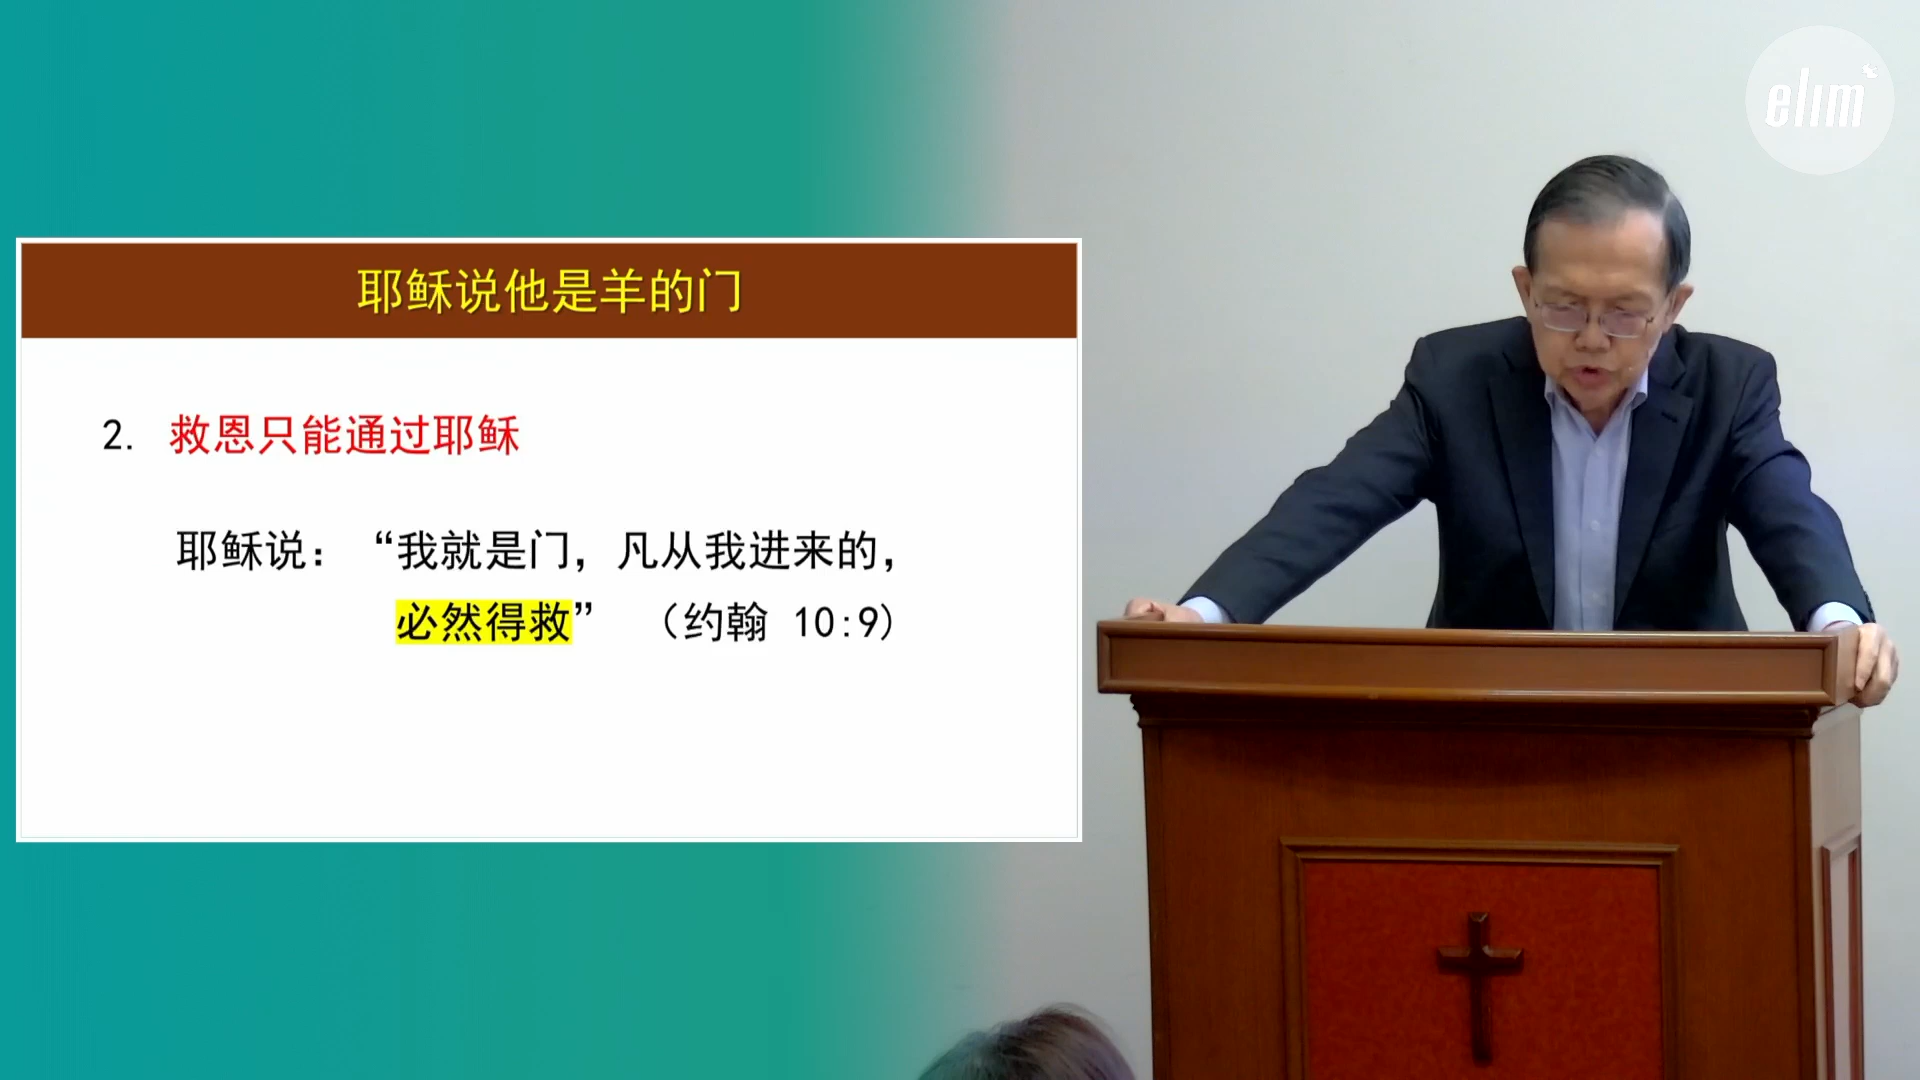 elim
耶稣说他是羊的门
2. 救恩只能通过耶稣
耶稣说：“我就是门，凡从我进来的，
必然得救” （约翰 10:9）